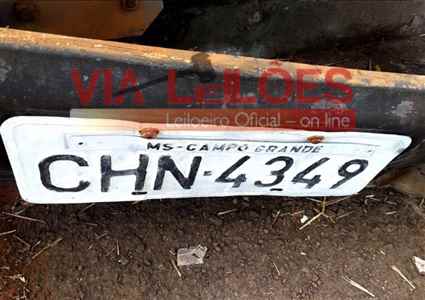 VIA LEILÕES
Leiloeiro Oficial – on line
MS-CAMPO GRANDE
CHN-4349